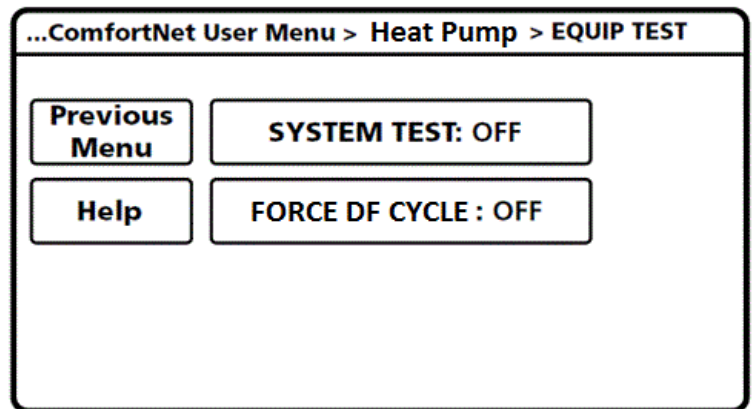 ...ComfortNet User Menu > Heat Pump > EQUIP TEST
Previous
Menu
SYSTEM TEST: OFF
Help
FORCE DF CYCLE : OFF